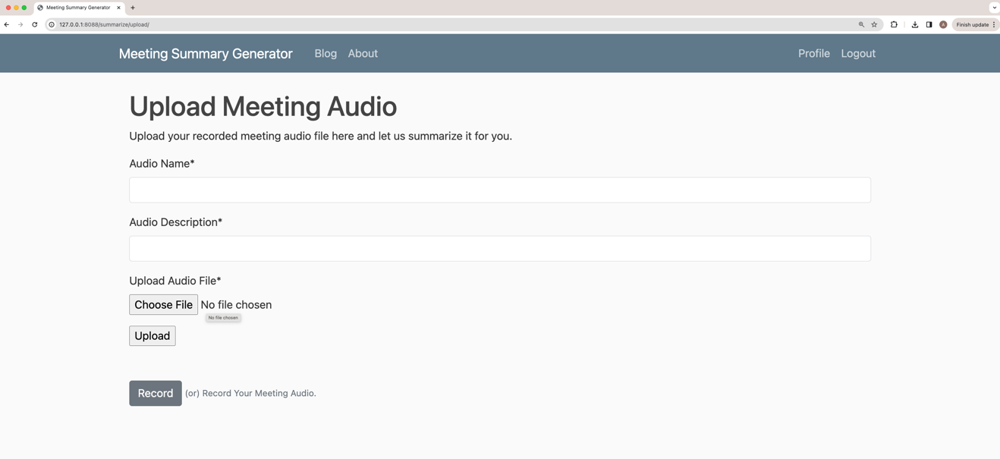 Meeting Summary Generator
127.0.0.1:8088/summarize/upload/
A
Finish update
Meeting Summary Generator Blog About Profile Logout
Upload Meeting Audio
Upload your recorded meeting audio file here and let us summarize it for you.
Audio Name*
Audio Description*
Upload Audio File*
Choose File No file chosen
No file chosen
Upload
Record (or) Record Your Meeting Audio.